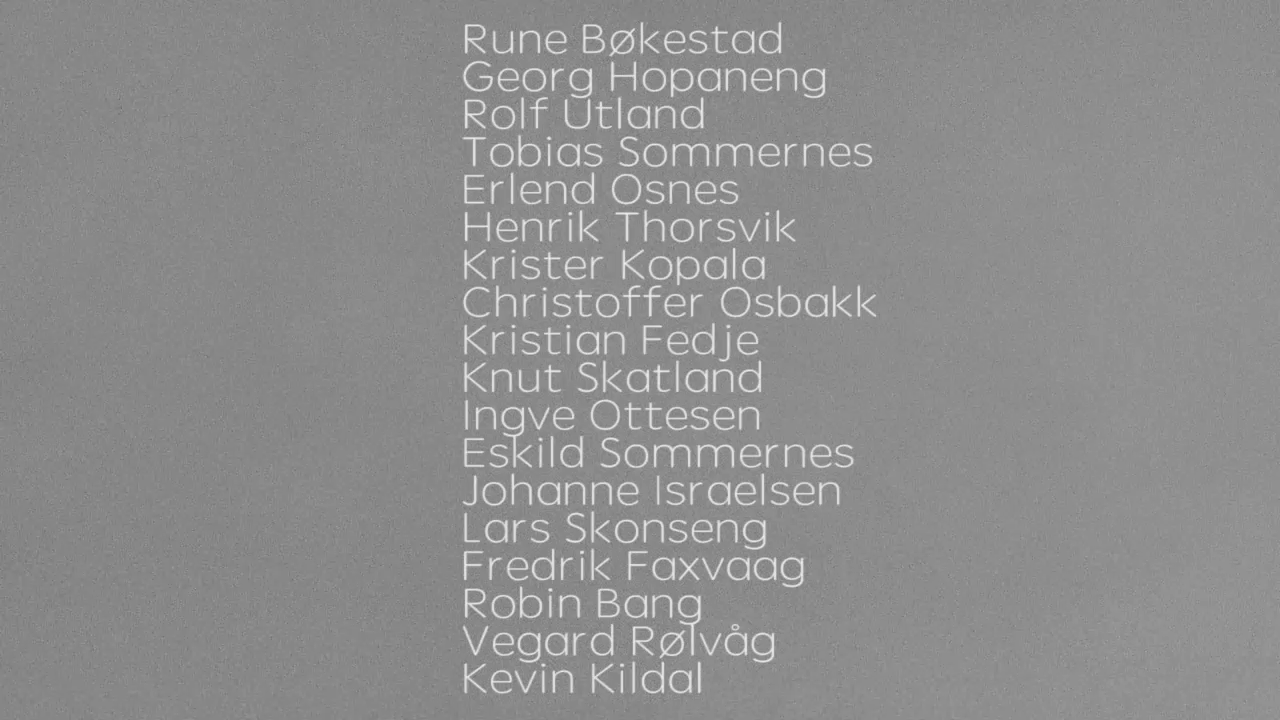 Rune Bøkestad
Georg Hopaneng
Rolf Utland
Tobias Sommernes
Erlend Osnes
Henrik Thorsvik
Krister Kopala
Christoffer Osbakk
Kristian Fedje
Knut Skatland
Ingve Ottesen
Eskild Sommernes
Johanne Israelsen
Lars Skonseng
Fredrik Faxvaag
Robin Bang
Vegard Rølvåg
Kevin Kildal